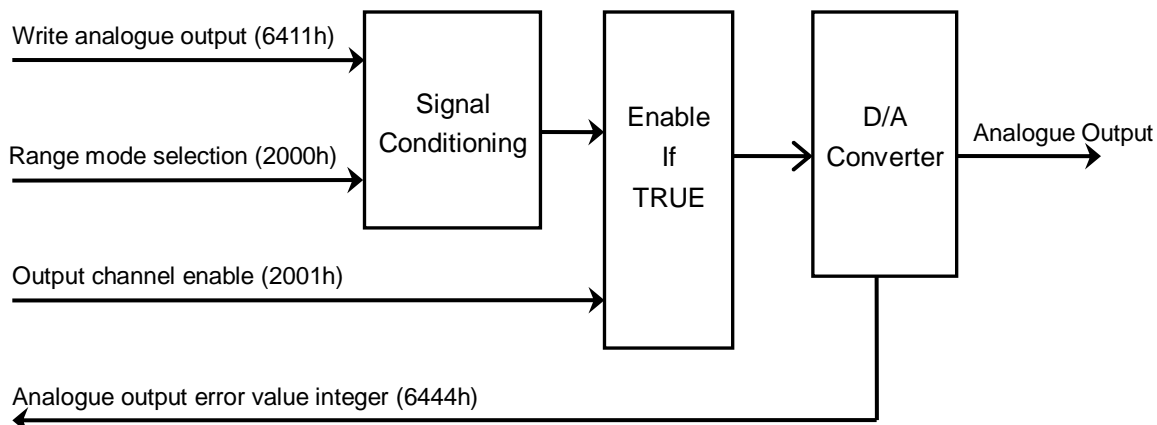 Write analogue output (6411h)
Signal
Conditioning
Range mode selection (2000h)
Enable
If
TRUE
D/A
Converter
Analogue Output
Output channel enable (2001h)
Analogue output error value integer (6444h)